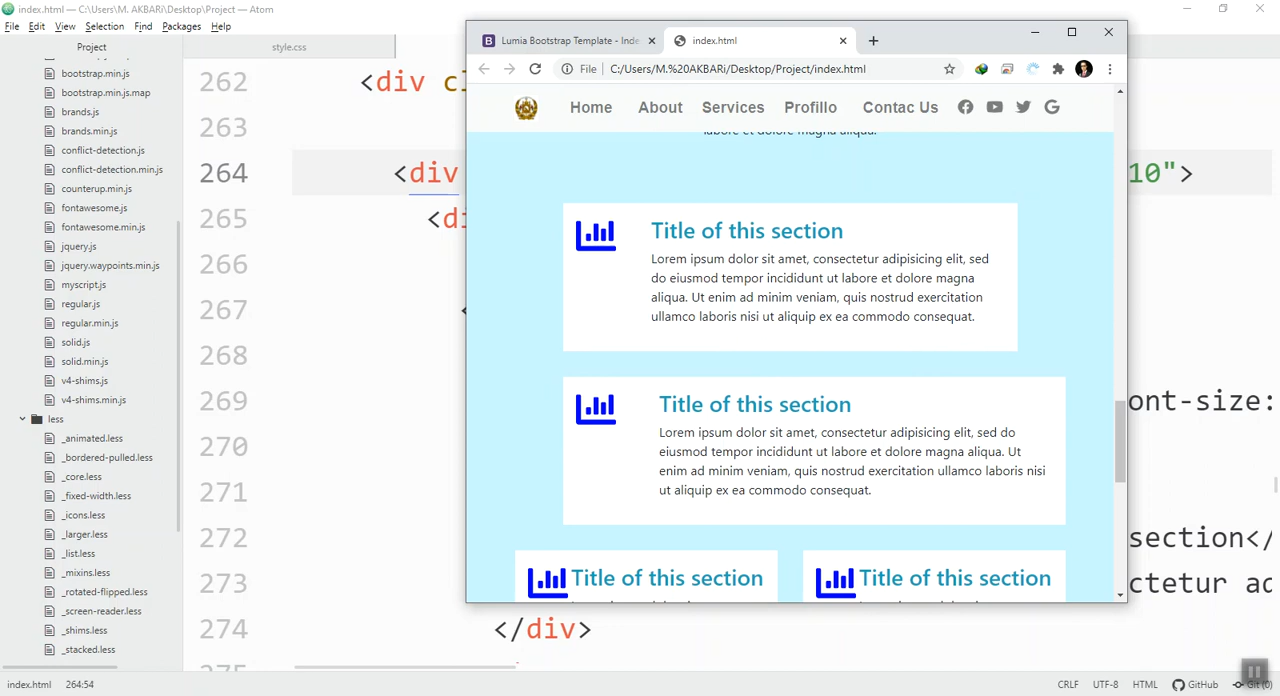 index.html — C:\Users\M. AKBARi\Desktop\Project — Atom
File Edit View Selection Find Packages Help
Project
style.css
bootstrap.min.js
bootstrap.min.js.map
brands.js
brands.min.js
conflict-detection.js
conflict-detection.min.js
counterup.min.js
fontawesome.js
fontawesome.min.js
jquery.js
jquery.waypoints.min.js
myscript.js
regular.js
regular.min.js
solid.js
solid.min.js
v4-shims.js
v4-shims.min.js
less
_animated.less
_bordered-pulled.less
_core.less
_fixed-width.less
_icons.less
_larger.less
_list.less
_mixins.less
_rotated-flipped.less
_screen-reader.less
_shims.less
_stacked.less
262 <div
263
264 <div 10">
265
266
267 <
268
269 ont-size:
270
271
272 section</
273 ctetur ad
274 </div>
Lumia Bootstrap Template - Inde
index.html
File C:/Users/M.%20AKBARi/Desktop/Project/index.html
Home About Services Profillo Contac Us
labore et dolore magna aliqua.
Title of this section
Lorem ipsum dolor sit amet, consectetur adipisicing elit, sed
do eiusmod tempor incididunt ut labore et dolore magna
aliqua. Ut enim ad minim veniam, quis nostrud exercitation
ullamco laboris nisi ut aliquip ex ea commodo consequat.
Title of this section
Lorem ipsum dolor sit amet, consectetur adipisicing elit, sed do
eiusmod tempor incididunt ut labore et dolore magna aliqua. Ut
enim ad minim veniam, quis nostrud exercitation ullamco laboris nisi
ut aliquip ex ea commodo consequat.
Title of this section
Title of this section
index.html 264:54
CRLF UTF-8 HTML GitHub Git (0)